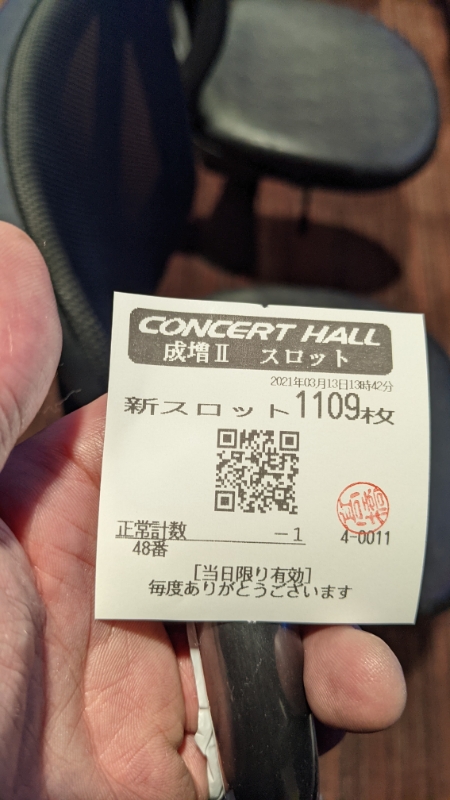 CONCERT HALL
成増Ⅱ スロット
2021年03月13日13時42分
新スロット1109枚
正常計数 -1 4-0011
48番
[当日限り有効]
毎度ありがとうございます